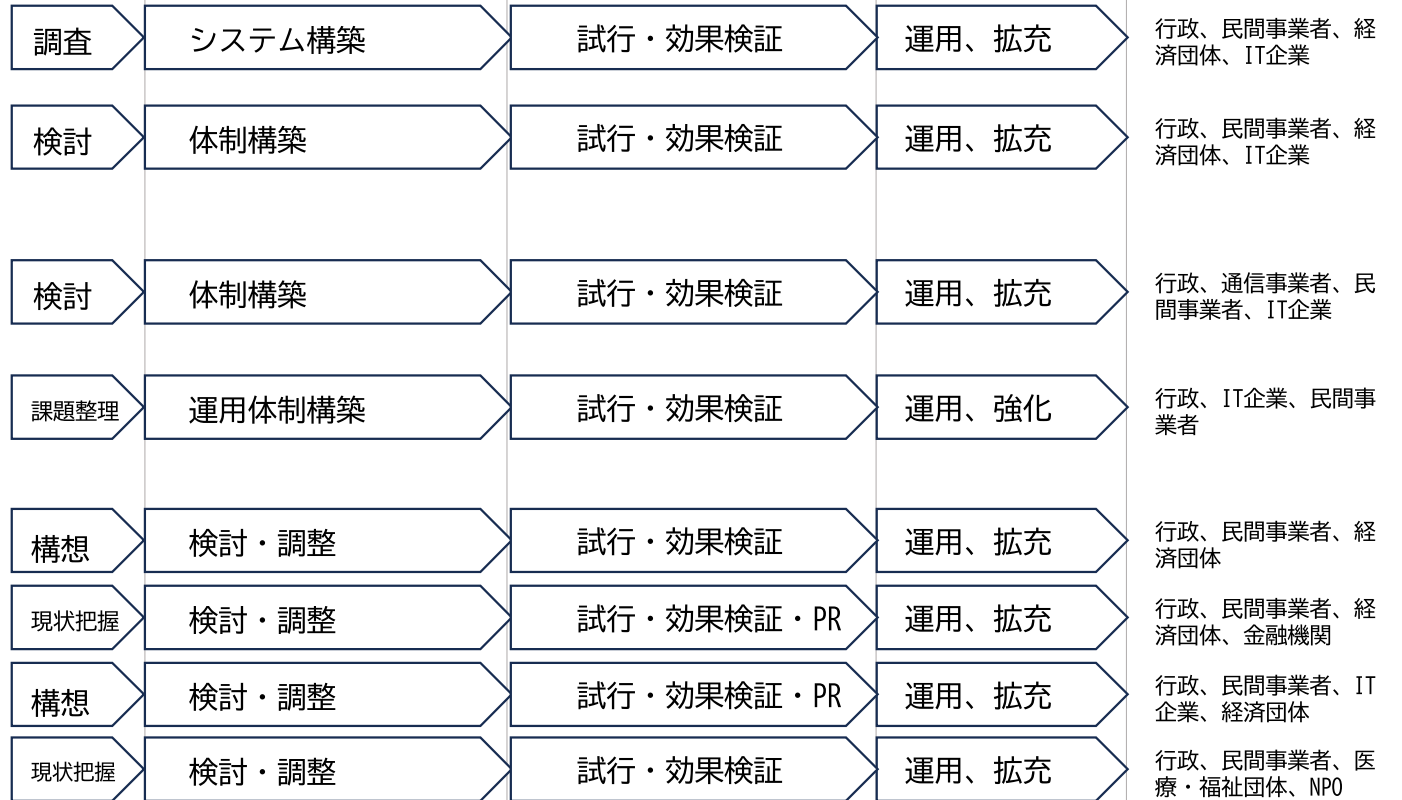 調査
システム構築
試行・効果検証
運用、拡充
行政、民間事業者、経
済団体、IT企業
検討
体制構築
試行・効果検証
運用、拡充
行政、民間事業者、経
済団体、IT企業
検討
体制構築
試行・効果検証
運用、拡充
行政、通信事業者、民
間事業者、IT企業
課題整理
運用体制構築
試行・効果検証
運用、強化
行政、IT企業、民間事
業者
構想
検討・調整
試行・効果検証
運用、拡充
行政、民間事業者、経
済団体
現状把握
検討・調整
試行・効果検証・PR
運用、拡充
行政、民間事業者、経
済団体、金融機関
構想
検討・調整
試行・効果検証・PR
運用、拡充
行政、民間事業者、IT
企業、経済団体
現状把握
検討・調整
試行・効果検証
運用、拡充
行政、民間事業者、医
療・福祉団体、NPO